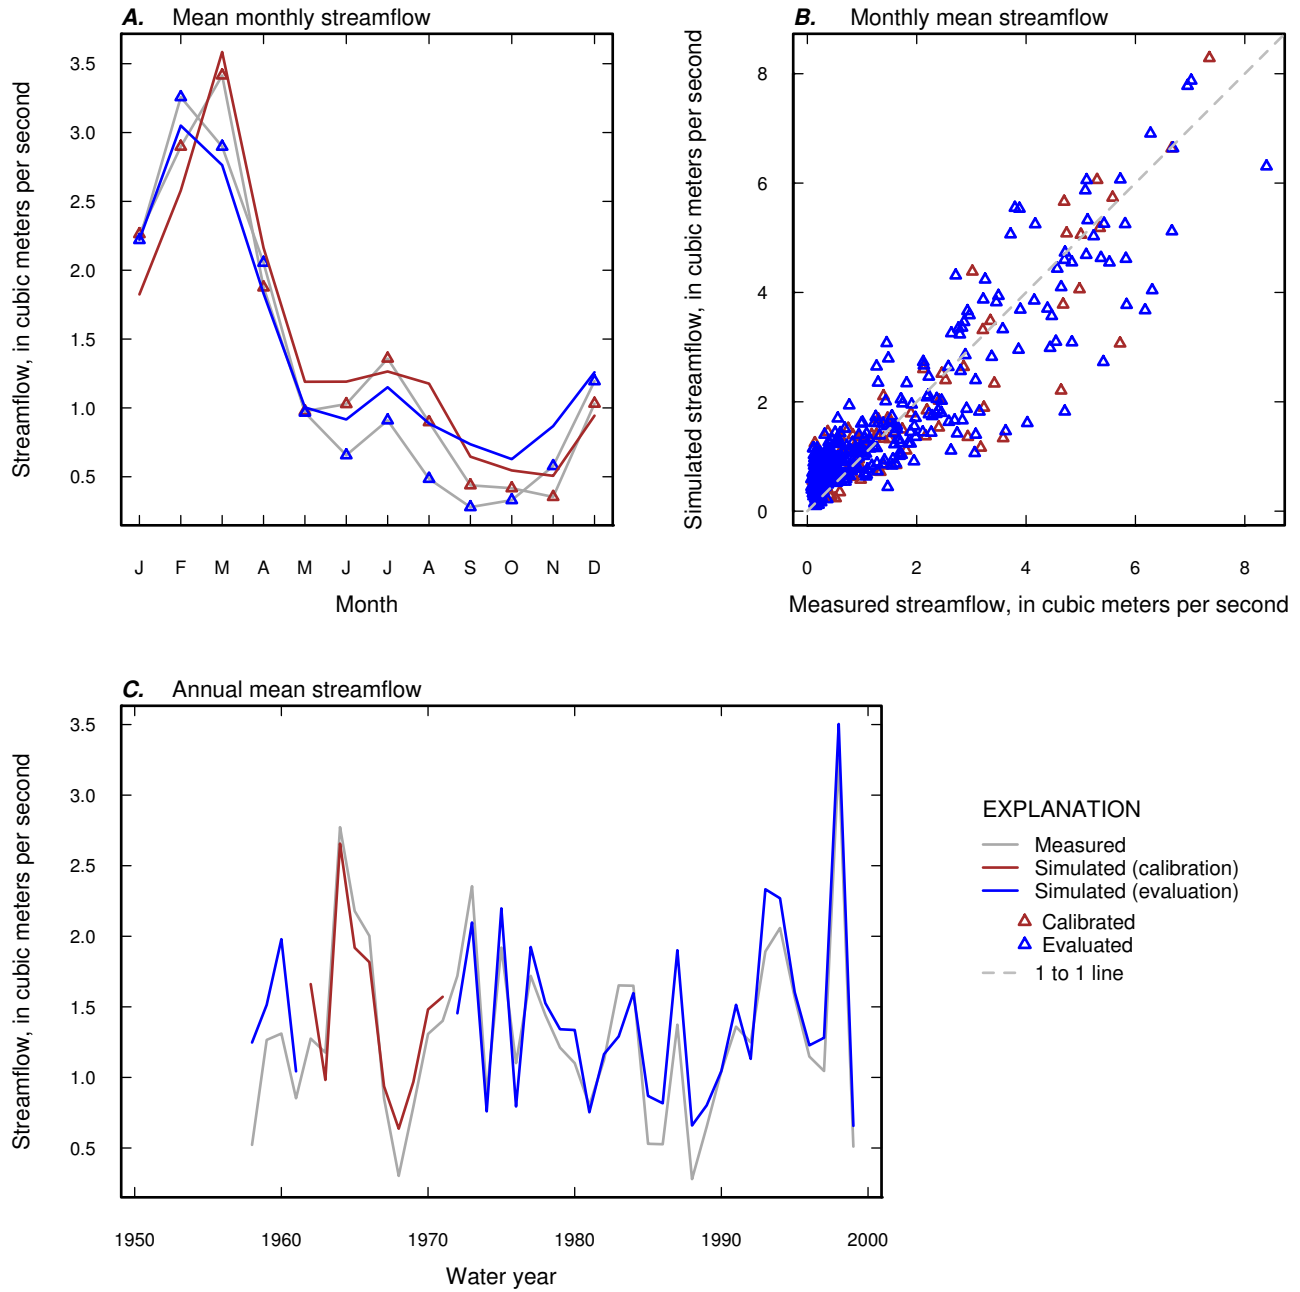 A. Mean monthly streamflow
Streamflow, in cubic meters per second
3.5
3.0
2.5
2.0
1.5
1.0
0.5
J F M A M J J A S O N D
Month
B. Monthly mean streamflow
Simulated streamflow, in cubic meters per second
8
6
4
2
0
0 2 4 6 8
Measured streamflow, in cubic meters per second
C. Annual mean streamflow
Streamflow, in cubic meters per second
3.5
3.0
2.5
2.0
1.5
1.0
0.5
1950 1960 1970 1980 1990 2000
Water year
EXPLANATION
Measured
Simulated (calibration)
Simulated (evaluation)
Calibrated
Evaluated
1 to 1 line